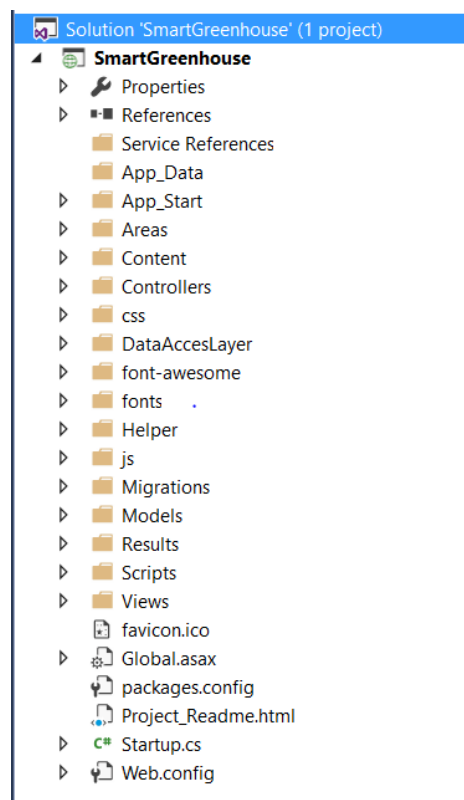 Solution 'SmartGreenhouse' (1 project)
SmartGreenhouse
Properties
References
Service References
App_Data
App_Start
Areas
Content
Controllers
css
DataAccesLayer
font-awesome
fonts
Helper
js
Migrations
Models
Results
Scripts
Views
favicon.ico
Global.asax
packages.config
Project_Readme.html
C# Startup.cs
Web.config